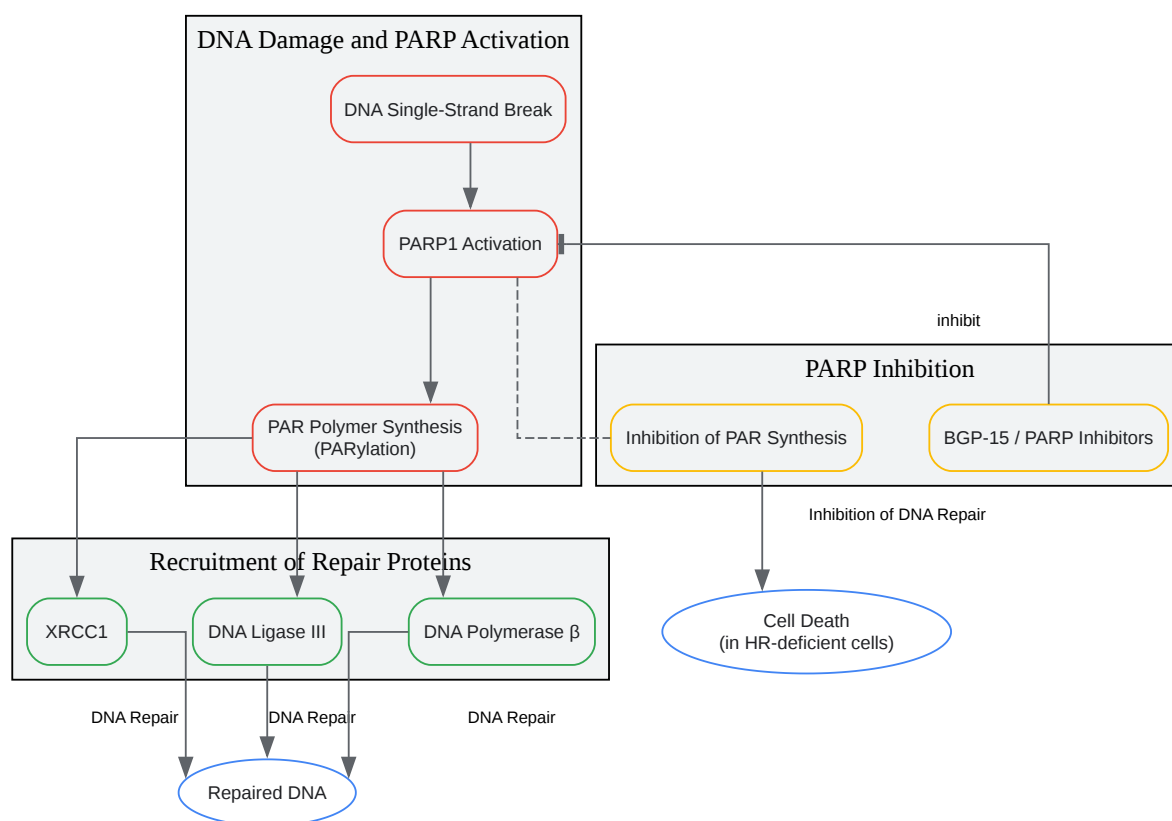 DNA Damage and PARP Activation
DNA Single-Strand Break
PARP1 Activation
inhibit
PARP Inhibition
PAR Polymer Synthesis
(PARylation)
Inhibition of PAR Synthesis
BGP-15 / PARP Inhibitors
Inhibition of DNA Repair
Recruitment of Repair Proteins
XRCC1
DNA Ligase III
DNA Polymerase β
Cell Death
(in HR-deficient cells)
DNA Repair
DNA Repair
DNA Repair
Repaired DNA